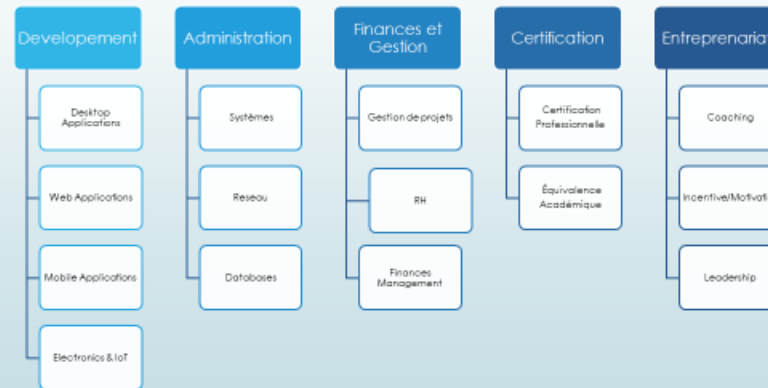 Developement
Desktop
Applications
Web Applications
Mobile Applications
Electronics & IoT
Administration
Systèmes
Reseau
Databases
Finances et
Gestion
Gestion de projets
RH
Finances
Management
Certification
Certification
Professionnelle
Équivalence
Académique
Coaching
Leadership